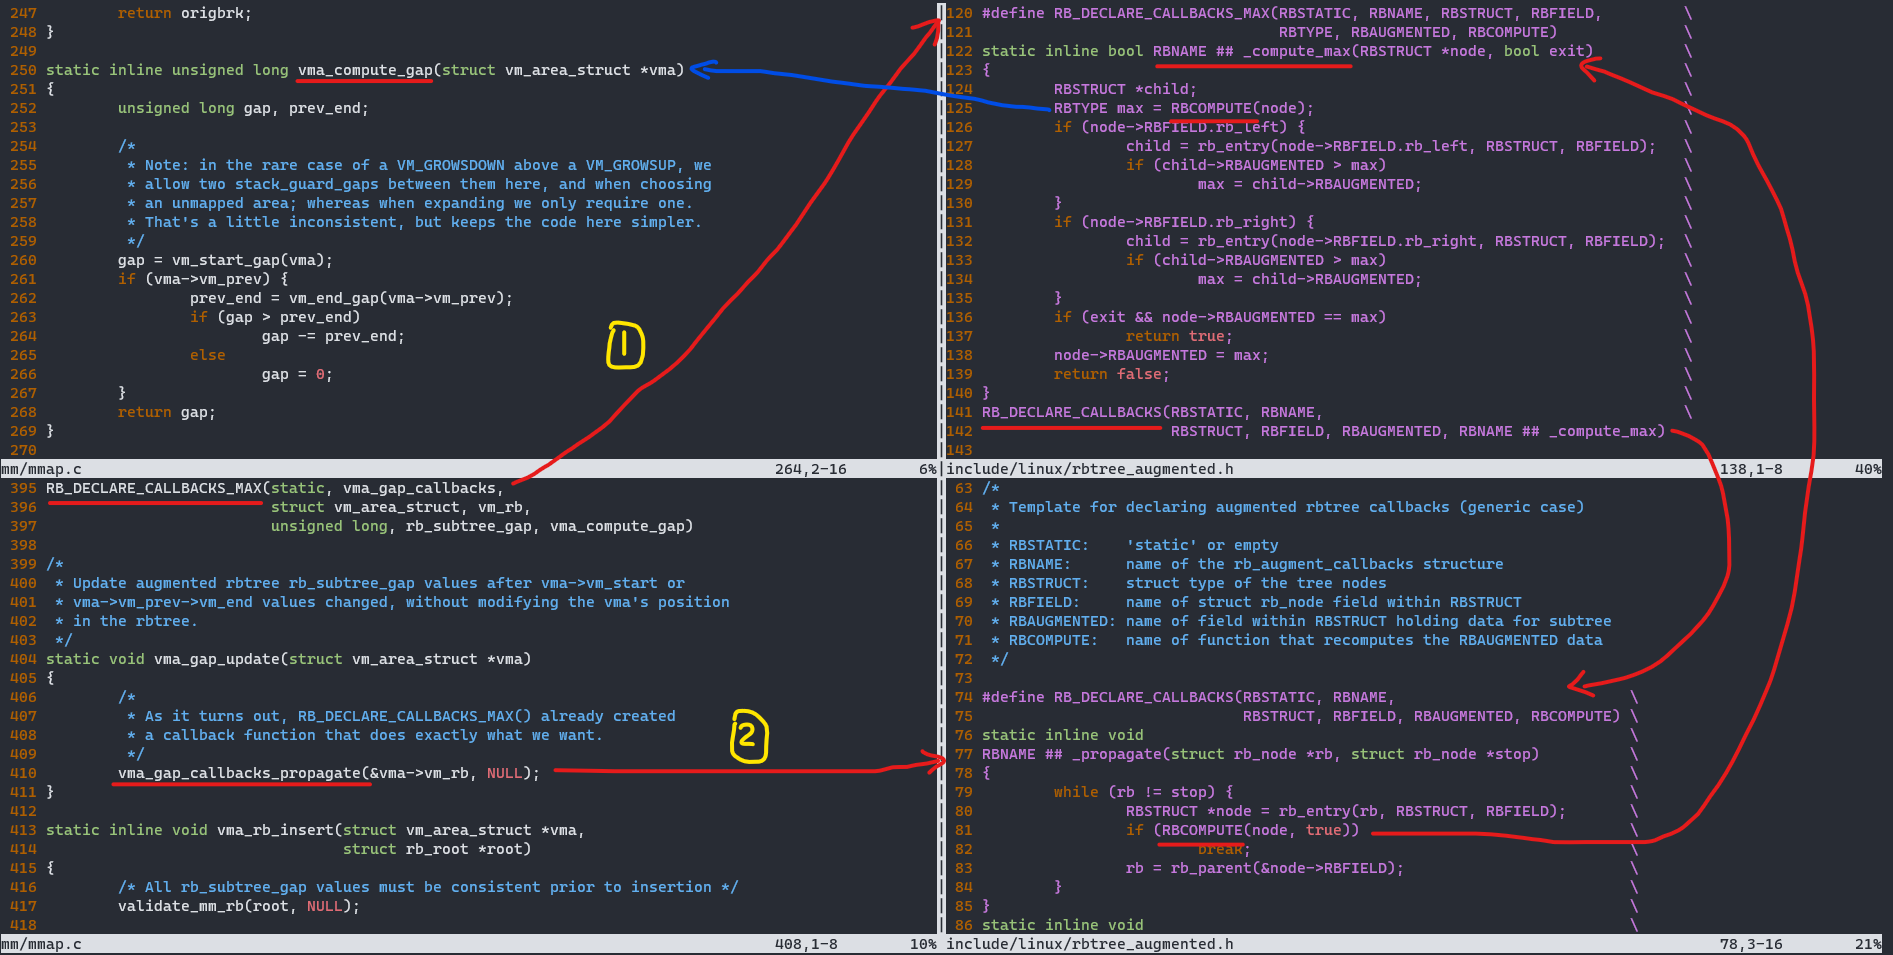 247         return origbrk;
248 }
249
250 static inline unsigned long vma_compute_gap(struct vm_area_struct *vma)
251 {
252         unsigned long gap, prev_end;
253
254         /*
255          * Note: in the rare case of a VM_GROWSDOWN above a VM_GROWSUP, we
256          * allow two stack_guard_gaps between them here, and when choosing
257          * an unmapped area; whereas when expanding we only require one.
258          * That's a little inconsistent, but keeps the code here simpler.
259          */
260         gap = vm_start_gap(vma);
261         if (vma->vm_prev) {
262                 prev_end = vm_end_gap(vma->vm_prev);
263                 if (gap > prev_end)
264                         gap -= prev_end;
265                 else
266                         gap = 0;
267         }
268         return gap;
269 }
270
mm/mmap.c 264,2-16 6%
1
395 RB_DECLARE_CALLBACKS_MAX(static, vma_gap_callbacks,
396                          struct vm_area_struct, vm_rb,
397                          unsigned long, rb_subtree_gap, vma_compute_gap)
398
399 /*
400  * Update augmented rbtree rb_subtree_gap values after vma->vm_start or
401  * vma->vm_prev->vm_end values changed, without modifying the vma's position
402  * in the rbtree.
403  */
404 static void vma_gap_update(struct vm_area_struct *vma)
405 {
406         /*
407          * As it turns out, RB_DECLARE_CALLBACKS_MAX() already created
408          * a callback function that does exactly what we want.
409          */
410         vma_gap_callbacks_propagate(&vma->vm_rb, NULL);
411 }
412
413 static inline void vma_rb_insert(struct vm_area_struct *vma,
414                                  struct rb_root *root)
415 {
416         /* All rb_subtree_gap values must be consistent prior to insertion */
417         validate_mm_rb(root, NULL);
418
mm/mmap.c 408,1-8 10%
2
120 #define RB_DECLARE_CALLBACKS_MAX(RBSTATIC, RBNAME, RBSTRUCT, RBFIELD,         \
121                                  RBTYPE, RBAUGMENTED, RBCOMPUTE)              \
122 static inline bool RBNAME ## _compute_max(RBSTRUCT *node, bool exit)          \
123 {                                                                             \
124         RBSTRUCT *child;                                                      \
125         RBTYPE max = RBCOMPUTE(node);                                         \
126         if (node->RBFIELD.rb_left) {                                          \
127                 child = rb_entry(node->RBFIELD.rb_left, RBSTRUCT, RBFIELD);   \
128                 if (child->RBAUGMENTED > max)                                 \
129                         max = child->RBAUGMENTED;                             \
130         }                                                                     \
131         if (node->RBFIELD.rb_right) {                                         \
132                 child = rb_entry(node->RBFIELD.rb_right, RBSTRUCT, RBFIELD);  \
133                 if (child->RBAUGMENTED > max)                                 \
134                         max = child->RBAUGMENTED;                             \
135         }                                                                     \
136         if (exit && node->RBAUGMENTED == max)                                 \
137                 return true;                                                  \
138         node->RBAUGMENTED = max;                                              \
139         return false;                                                         \
140 }                                                                             \
141 RB_DECLARE_CALLBACKS(RBSTATIC, RBNAME,                                        \
142                      RBSTRUCT, RBFIELD, RBAUGMENTED, RBNAME ## _compute_max)
143
include/linux/rbtree_augmented.h 138,1-8 40%
63 /*
64  * Template for declaring augmented rbtree callbacks (generic case)
65  *
66  * RBSTATIC:    'static' or empty
67  * RBNAME:      name of the rb_augment_callbacks structure
68  * RBSTRUCT:    struct type of the tree nodes
69  * RBFIELD:     name of struct rb_node field within RBSTRUCT
70  * RBAUGMENTED: name of field within RBSTRUCT holding data for subtree
71  * RBCOMPUTE:   name of function that recomputes the RBAUGMENTED data
72  */
73
74 #define RB_DECLARE_CALLBACKS(RBSTATIC, RBNAME,                          \
75                              RBSTRUCT, RBFIELD, RBAUGMENTED, RBCOMPUTE) \
76 static inline void                                                      \
77 RBNAME ## _propagate(struct rb_node *rb, struct rb_node *stop)          \
78 {                                                                       \
79         while (rb != stop) {                                            \
80                 RBSTRUCT *node = rb_entry(rb, RBSTRUCT, RBFIELD);       \
81                 if (RBCOMPUTE(node, true))                              \
82                         break;                                          \
83                 rb = rb_parent(&node->RBFIELD);                         \
84         }                                                               \
85 }                                                                       \
86 static inline void                                                      \
include/linux/rbtree_augmented.h 78,3-16 21%